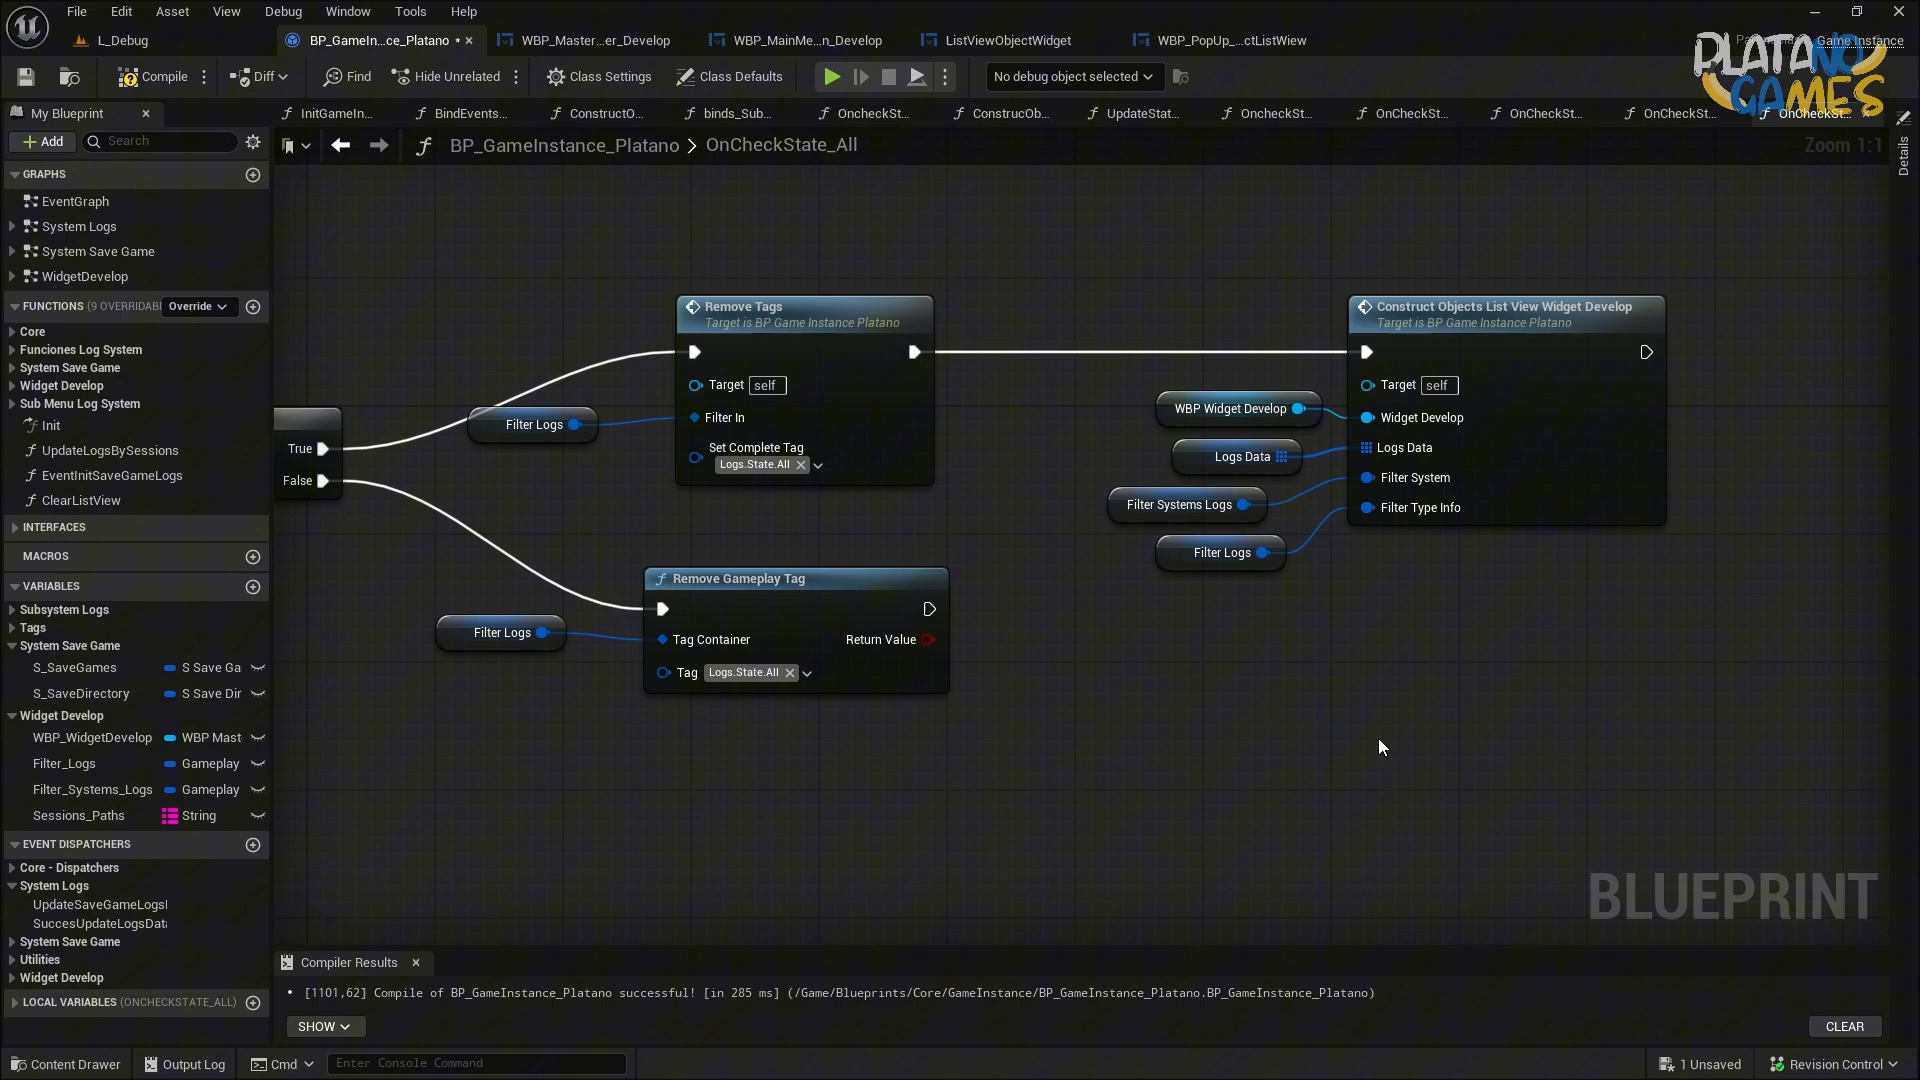 File Edit Asset View Debug Window Tools Help
L_Debug
BP_GameIn...ce_Platano
WBP_Master...er_Develop
WBP_MainMe...n_Develop
ListViewObjectWidget
WBP_PopUp_...ctListWiew
Game Instance
PLATANO
GAMES
Compile
Diff
Find
Hide Unrelated
Class Settings
Class Defaults
No debug object selected
My Blueprint
InitGameIn...
BindEvents...
ConstructO...
binds_Sub...
OncheckSt...
ConstrucOb...
UpdateStat...
OncheckSt...
OnCheckSt...
OnCheckSt...
OnCheckSt...
OnCheckSt...
Add
Search
BP_GameInstance_Platano > OnCheckState_All
Zoom 1:1
Details
GRAPHS
EventGraph
System Logs
System Save Game
WidgetDevelop
FUNCTIONS (9 OVERRIDABL
Override
Core
Funciones Log System
System Save Game
Widget Develop
Sub Menu Log System
Init
UpdateLogsBySessions
EventInitSaveGameLogs
ClearListView
INTERFACES
MACROS
VARIABLES
Subsystem Logs
Tags
System Save Game
S_SaveGames S Save Ga
S_SaveDirectory S Save Dir
Widget Develop
WBP_WidgetDevelop WBP Mast
Filter_Logs Gameplay
Filter_Systems_Logs Gameplay
Sessions_Paths String
EVENT DISPATCHERS
Core - Dispatchers
System Logs
UpdateSaveGameLogsI
SuccesUpdateLogsData
System Save Game
Utilities
Widget Develop
LOCAL VARIABLES (ONCHECKSTATE_ALL)
True
False
Filter Logs
Remove Tags
Target is BP Game Instance Platano
Target self
Filter In
Set Complete Tag
Logs.State.All
Filter Logs
Remove Gameplay Tag
Tag Container
Return Value
Tag Logs.State.All
WBP Widget Develop
Logs Data
Filter Systems Logs
Filter Logs
Construct Objects List View Widget Develop
Target is BP Game Instance Platano
Target self
Widget Develop
Logs Data
Filter System
Filter Type Info
BLUEPRINT
Compiler Results
[1101,62] Compile of BP_GameInstance_Platano successful! [in 285 ms] (/Game/Blueprints/Core/GameInstance/BP_GameInstance_Platano.BP_GameInstance_Platano)
SHOW
CLEAR
Content Drawer
Output Log
Cmd
Enter Console Command
1 Unsaved
Revision Control